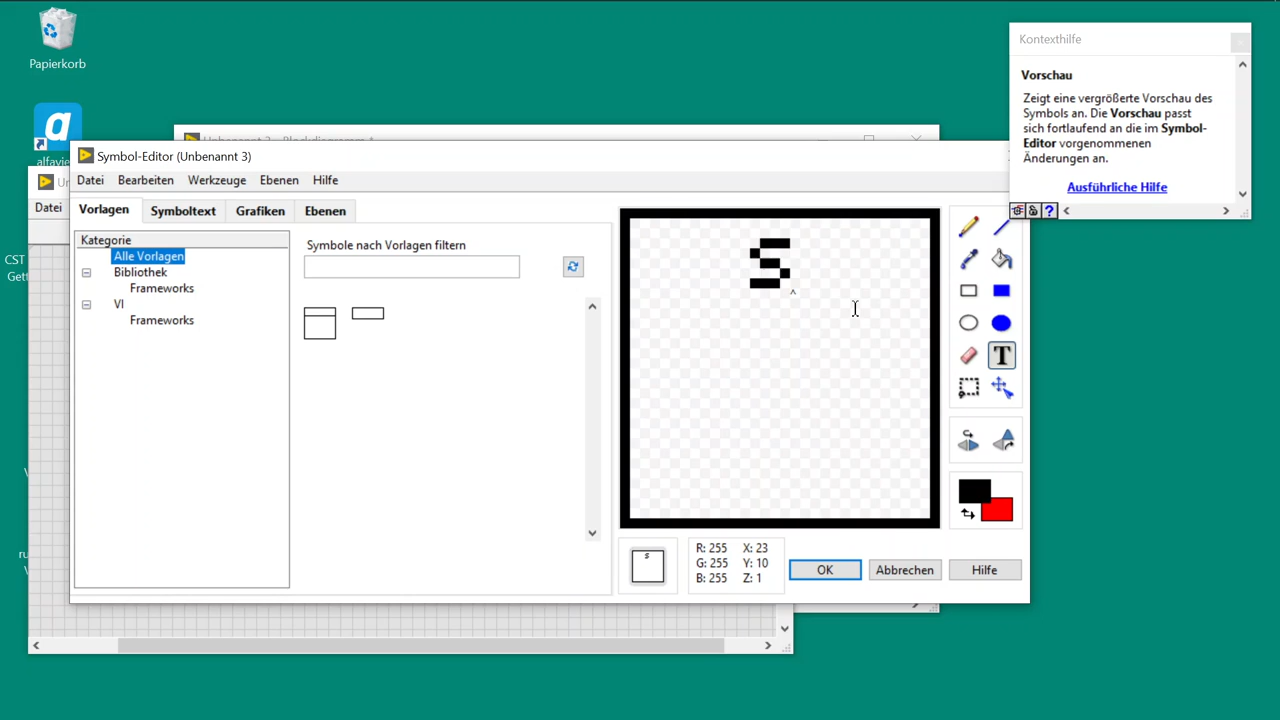 Papierkorb
alfavie
Kontexthilfe
Vorschau
Zeigt eine vergrößerte Vorschau des
Symbols an. Die Vorschau passt
sich fortlaufend an die im Symbol-
Editor vorgenommenen
Änderungen an.
Ausführliche Hilfe
Symbol-Editor (Unbenannt 3)
Datei Bearbeiten Werkzeuge Ebenen Hilfe
Datei
Vorlagen Symboltext Grafiken Ebenen
Kategorie
Alle Vorlagen
Bibliothek
Frameworks
VI
Frameworks
Symbole nach Vorlagen filtern
S
T
CST
Gett
R: 255 X: 23
G: 255 Y: 10
B: 255 Z: 1
OK Abbrechen Hilfe